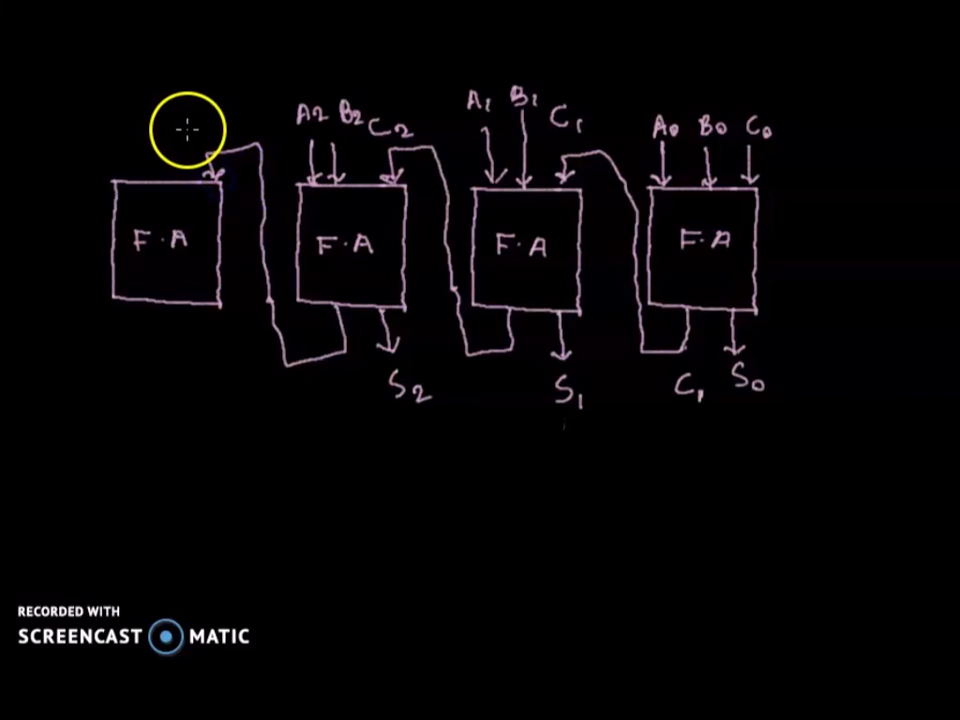 A2 B2 C2 A1 B1 C1 A0 B0 C0
F.A F.A F.A F.A
S2 S1 C1 S0
RECORDED WITH
SCREENCAST MATIC